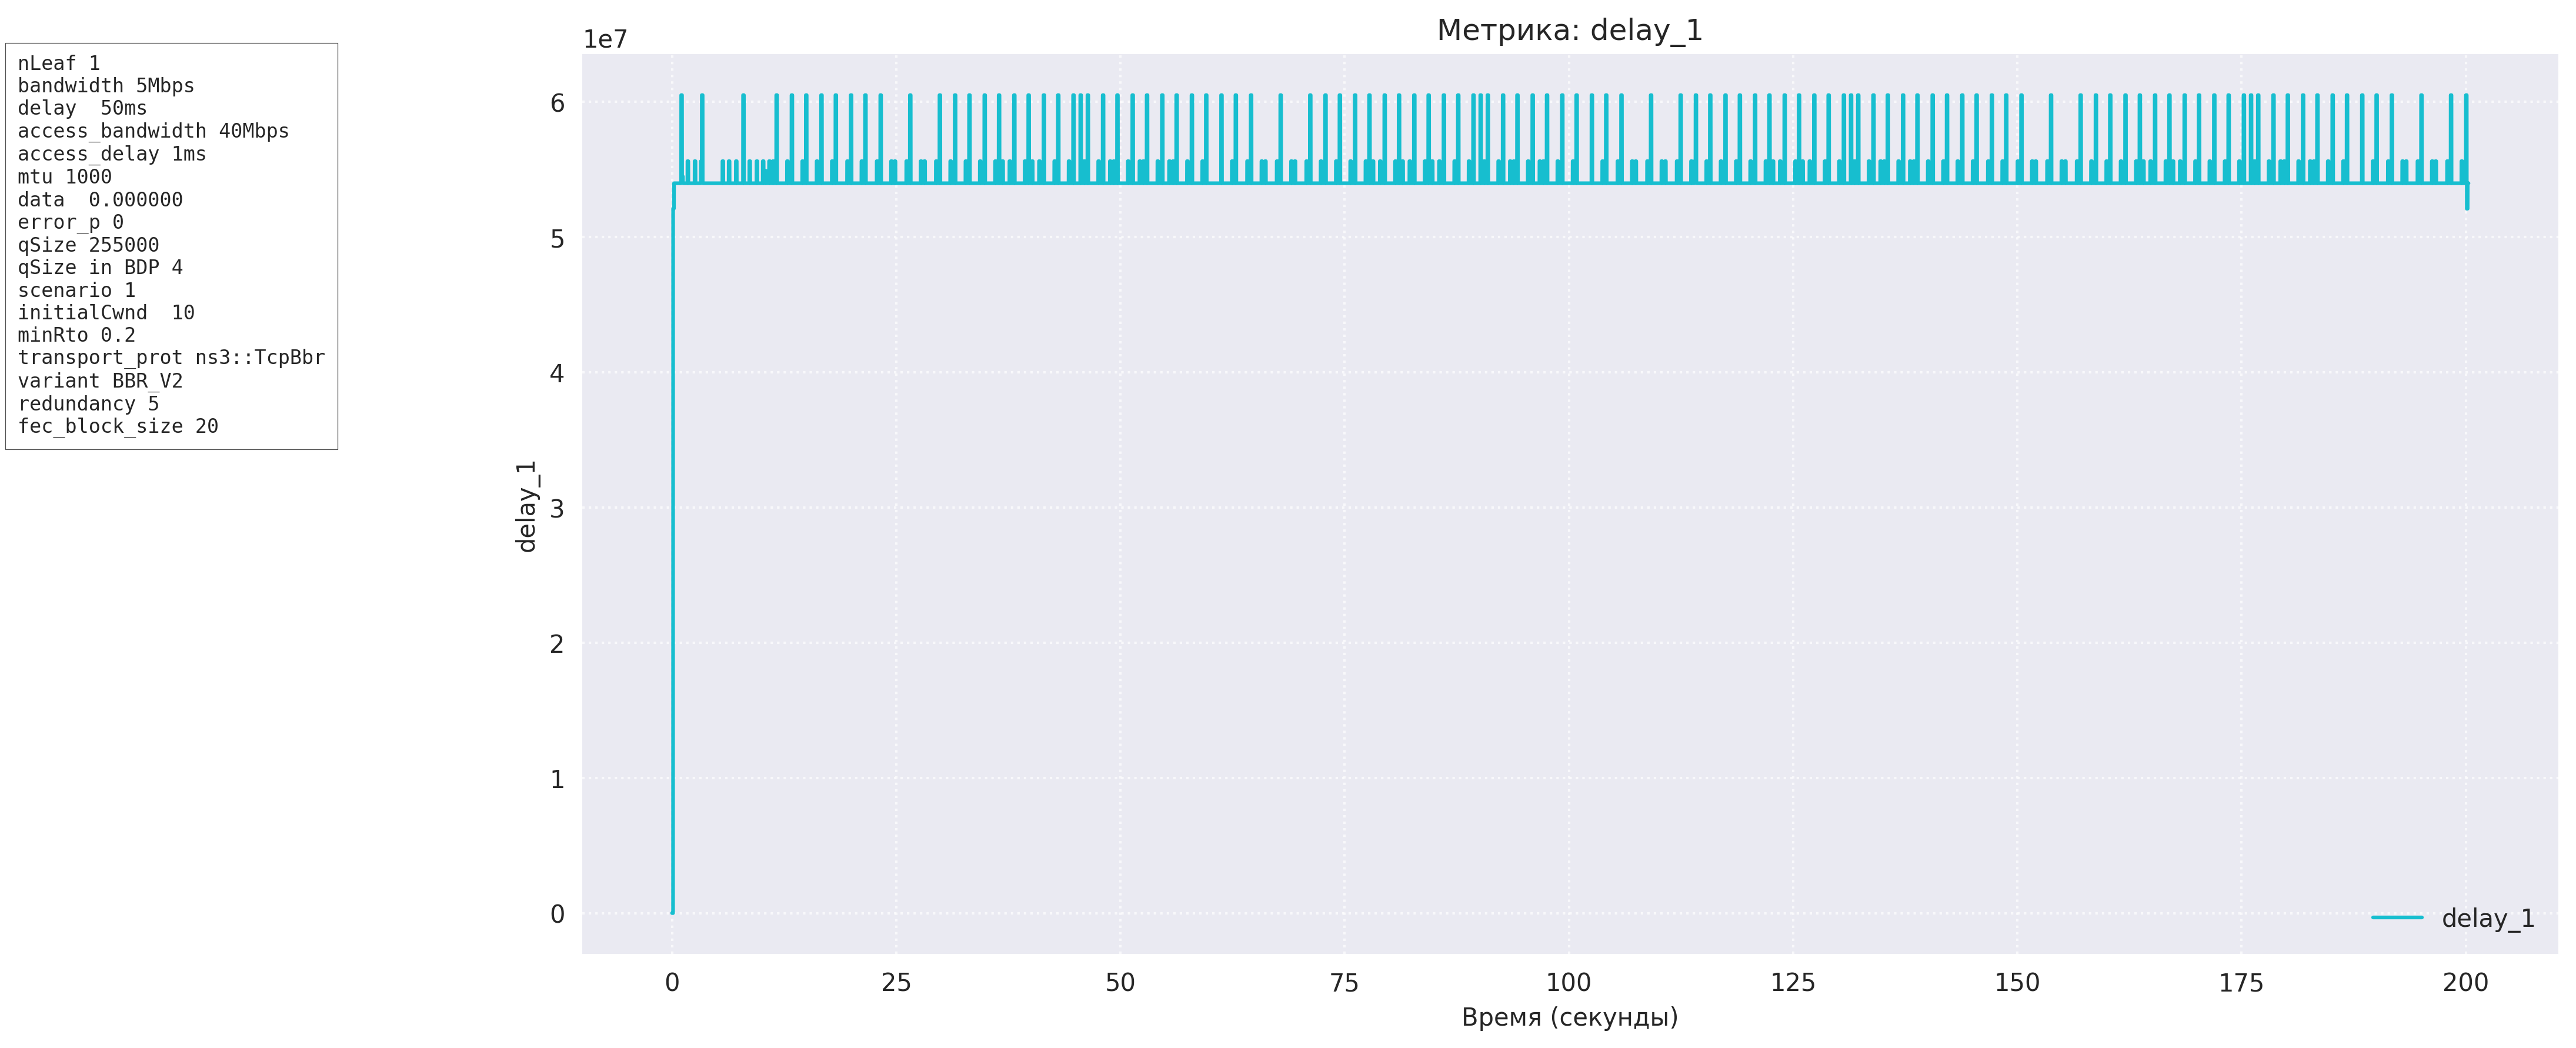 nLeaf 1
bandwidth 5Mbps
delay  50ms
access_bandwidth 40Mbps
access_delay 1ms
mtu 1000
data  0.000000
error_p 0
qSize 255000
qSize in BDP 4
scenario 1
initialCwnd  10
minRto 0.2
transport_prot ns3::TcpBbr
variant BBR_V2
redundancy 5
fec_block_size 20
Метрика: delay_1
1e7
6
5
4
3
2
1
0
delay_1
delay_1
0 25 50 75 100 125 150 175 200
Время (секунды)